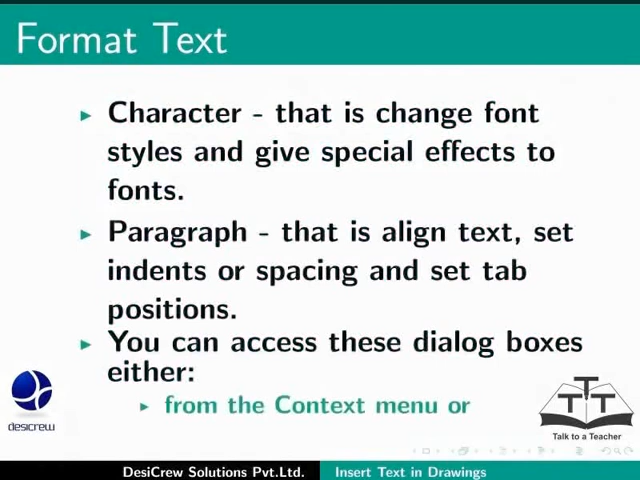 Format Text
Character - that is change font
styles and give special effects to
fonts.
Paragraph - that is align text, set
indents or spacing and set tab
positions.
You can access these dialog boxes
either:
from the Context menu or
desicrew
TTT
Talk to a Teacher
DesiCrew Solutions Pvt.Ltd. Insert Text in Drawings